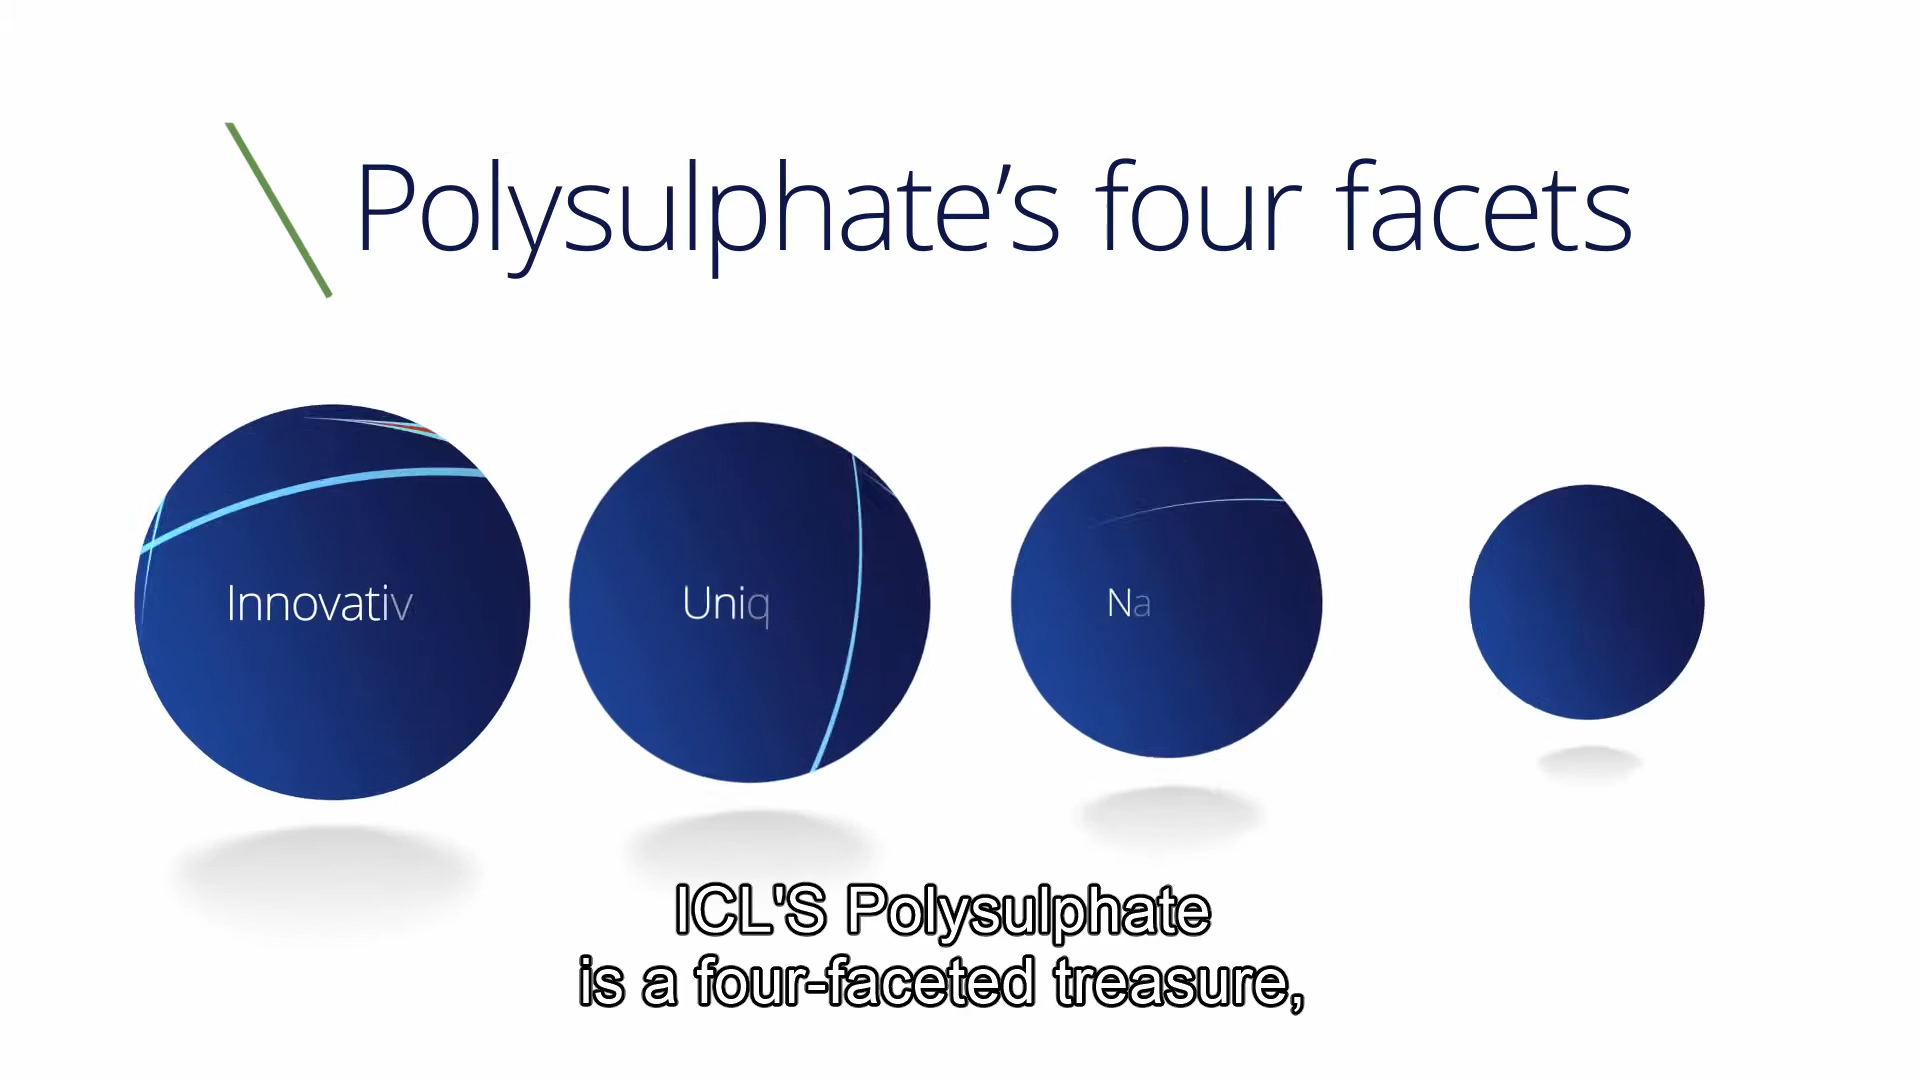 Polysulphate’s four facets
Innovativ
Uniq
Na
ICL'S Polysulphate
is a four-faceted treasure,